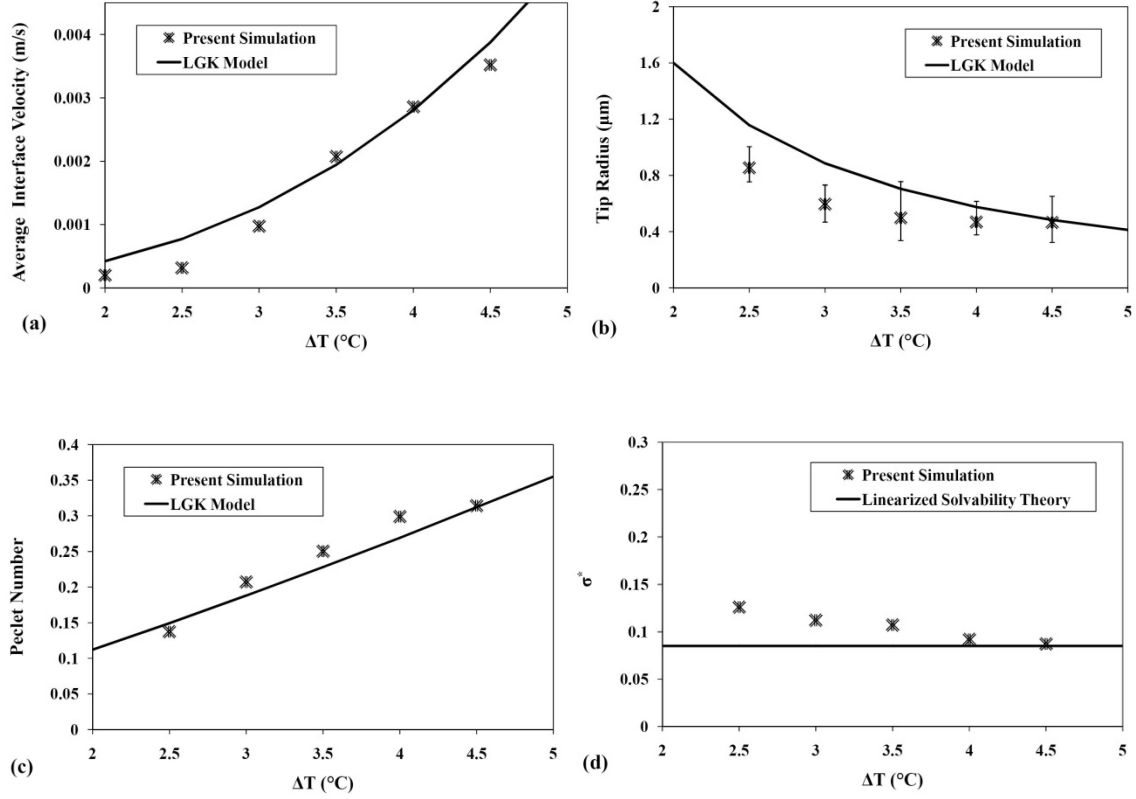 0.004
0.003
0.002
0.001
0
Average Interface Velocity (m/s)
Present Simulation
LGK Model
2 2.5 3 3.5 4 4.5 5
(a)
ΔT (°C)
2
1.6
1.2
0.8
0.4
0
Tip Radius (µm)
Present Simulation
LGK Model
2 2.5 3 3.5 4 4.5 5
(b)
ΔT (°C)
0.4
0.35
0.3
0.25
0.2
0.15
0.1
0.05
0
Peclet Number
Present Simulation
LGK Model
2 2.5 3 3.5 4 4.5 5
(c)
ΔT (°C)
0.3
0.25
0.2
0.15
0.1
0.05
0
σ*
Present Simulation
Linearized Solvability Theory
2 2.5 3 3.5 4 4.5 5
(d)
ΔT (°C)